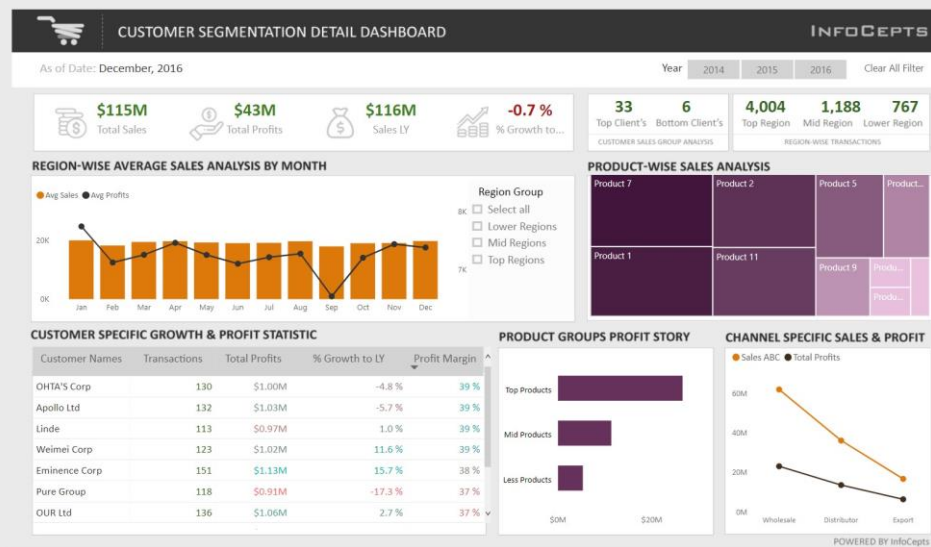 CUSTOMER SEGMENTATION DETAIL DASHBOARD
INFOCEPTS
As of Date: December, 2016
Year 2014 2015 2016 Clear All Filter
$115M
Total Sales
$43M
Total Profits
$116M
Sales LY
-0.7 %
% Growth to...
33
Top Client's
6
Bottom Client's
CUSTOMER SALES GROUP ANALYSIS
4,004
Top Region
1,188
Mid Region
767
Lower Region
REGION-WISE TRANSACTIONS
REGION-WISE AVERAGE SALES ANALYSIS BY MONTH
Avg Sales Avg Profits
20K
0K
8K
7K
Jan Feb Mar Apr May Jun Jul Aug Sep Oct Nov Dec
Region Group
Select all
Lower Regions
Mid Regions
Top Regions
PRODUCT-WISE SALES ANALYSIS
Product 7
Product 2
Product 5
Product...
Product 1
Product 11
Product 9
Produ...
Produ...
CUSTOMER SPECIFIC GROWTH & PROFIT STATISTIC
Customer Names Transactions Total Profits % Growth to LY Profit Margin
OHTA'S Corp 130 $1.00M -4.8 % 39 %
Apollo Ltd 132 $1.03M -5.7 % 39 %
Linde 113 $0.97M 1.0 % 39 %
Weimei Corp 123 $1.02M 11.6 % 39 %
Eminence Corp 151 $1.13M 15.7 % 38 %
Pure Group 118 $0.91M -17.3 % 37 %
OUR Ltd 136 $1.06M 2.7 % 37 %
PRODUCT GROUPS PROFIT STORY
Top Products
Mid Products
Less Products
$0M $20M
CHANNEL SPECIFIC SALES & PROFIT
Sales ABC Total Profits
60M
40M
20M
0M
Wholesale Distributor Export
POWERED BY InfoCepts